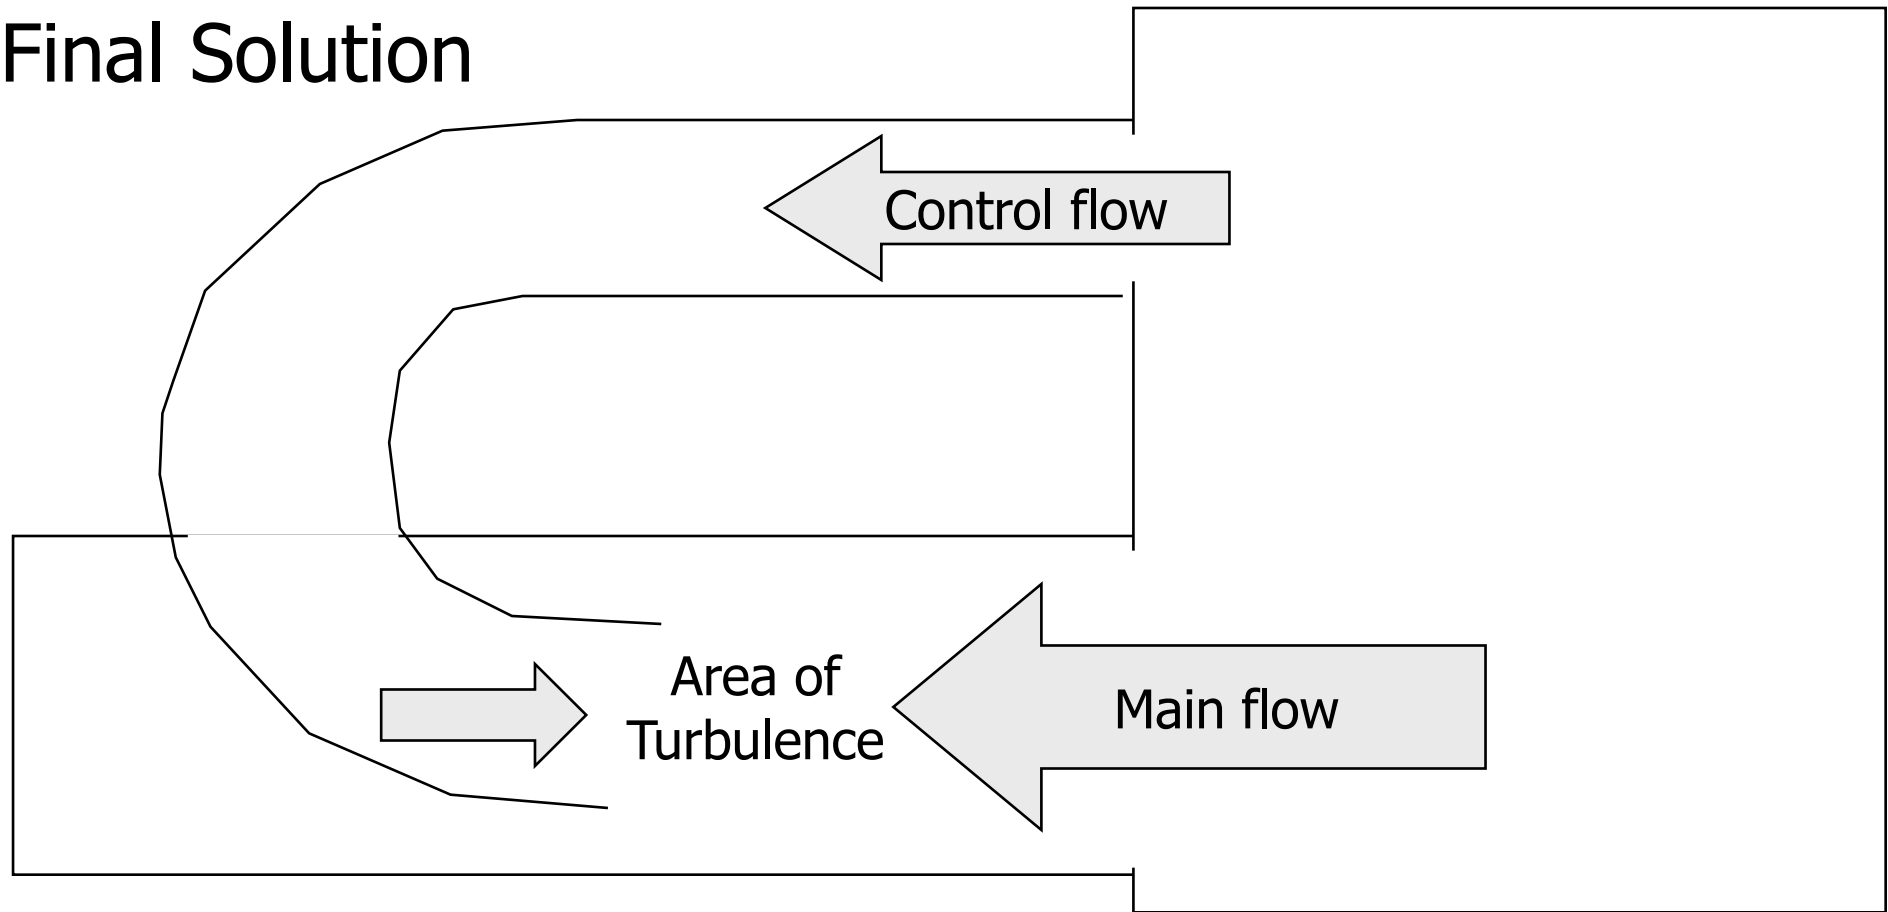 Final Solution
Control flow
Area of
Turbulence
Main flow